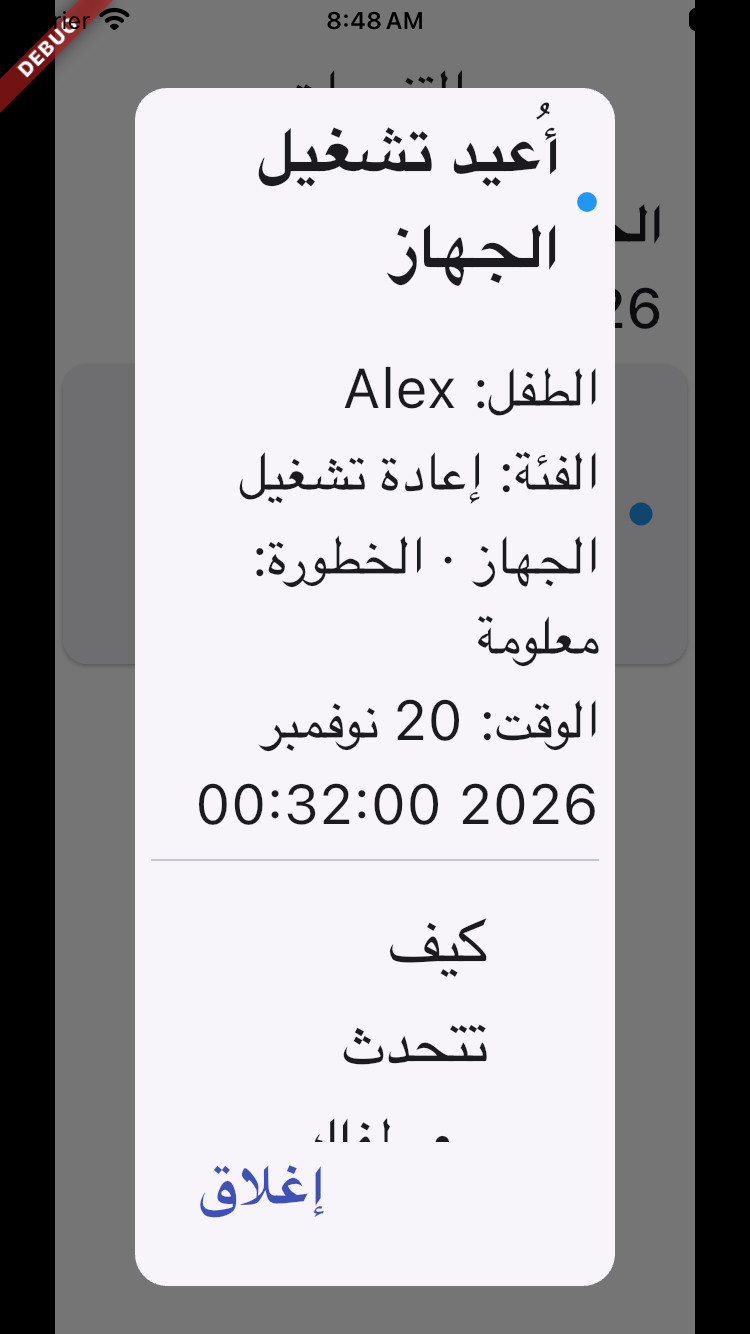 8:48 AM
DEBUG
أُعيد تشغيل
الجهاز
26
الطفل: Alex
الفئة: إعادة تشغيل
الجهاز · الخطورة:
معلومة
الوقت: 20 نوفمبر
2026 00:32:00
كيف
تتحدث
إغلاق